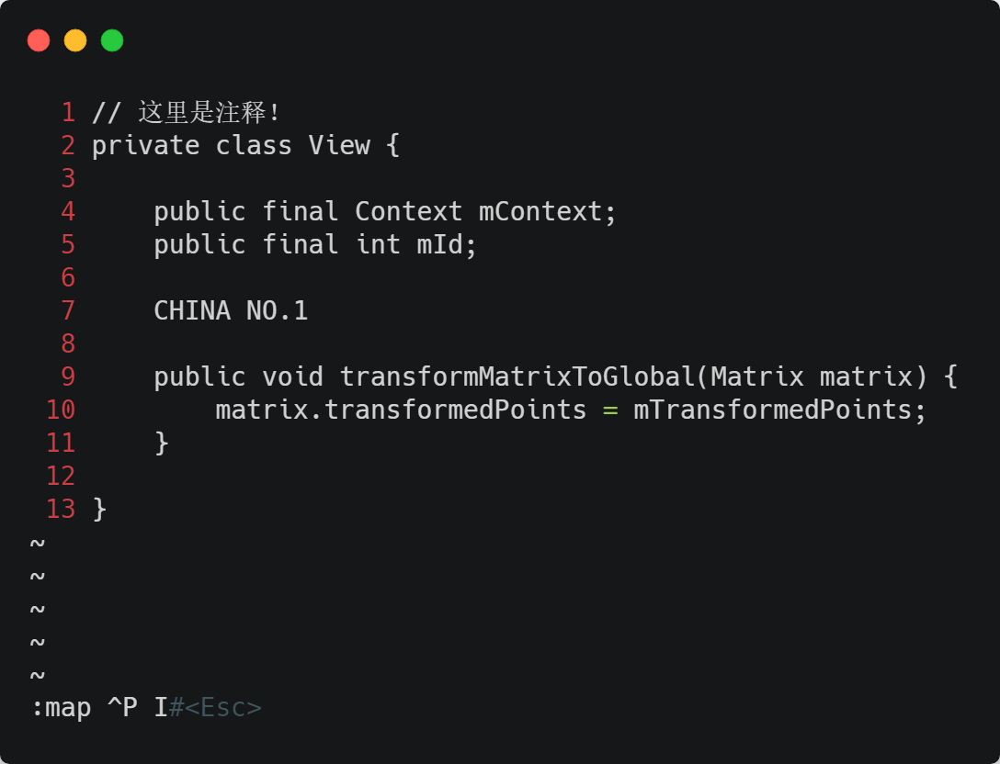 1 // 这里是注释!
2 private class View {
3
4     public final Context mContext;
5     public final int mId;
6
7     CHINA NO.1
8
9     public void transformMatrixToGlobal(Matrix matrix) {
10         matrix.transformedPoints = mTransformedPoints;
11     }
12
13 }
~
~
~
~
~
:map ^P I#<Esc>